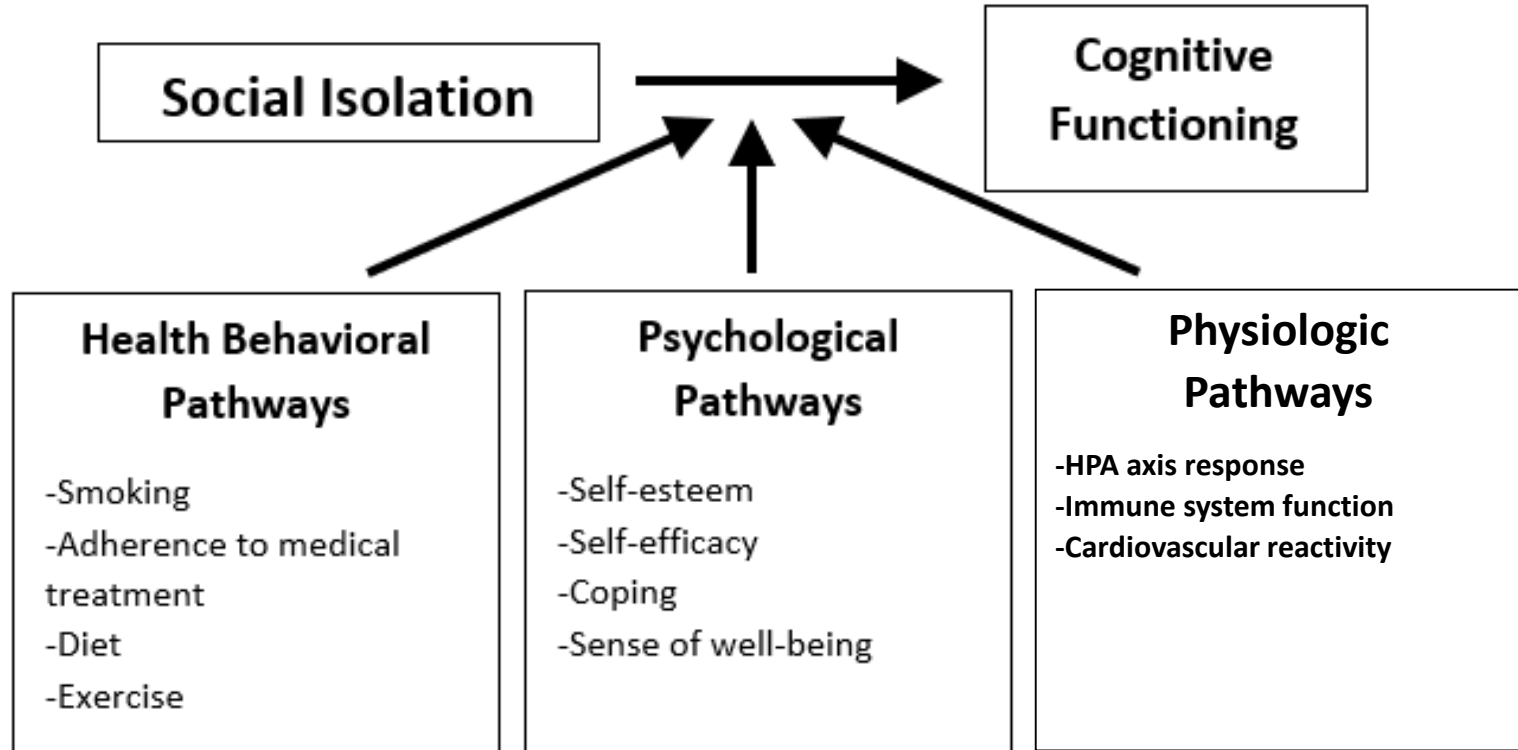 Social Isolation
Cognitive
Functioning
Health Behavioral
Pathways
-Smoking
-Adherence to medical
treatment
-Diet
-Exercise
Psychological
Pathways
-Self-esteem
-Self-efficacy
-Coping
-Sense of well-being
Physiologic
Pathways
-HPA axis response
-Immune system function
-Cardiovascular reactivity